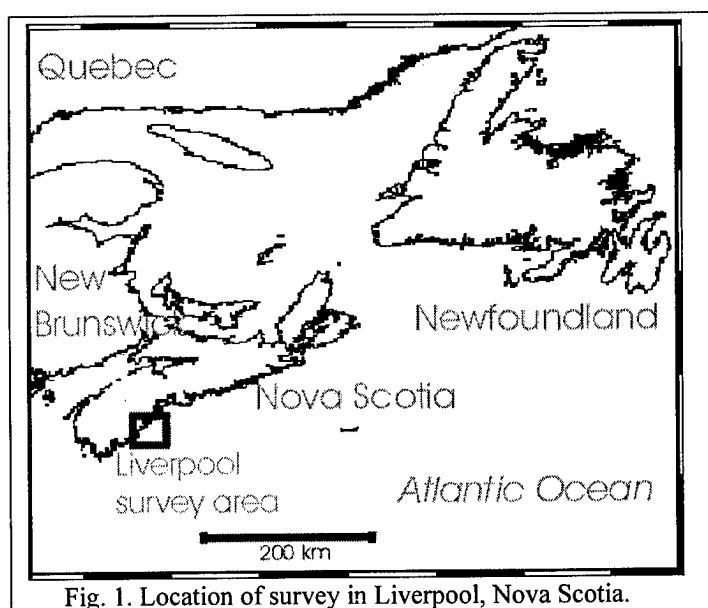 Quebec
New
Brunswick
Newfoundland
Nova Scotia
Liverpool
survey area
Atlantic Ocean
200 km
Fig. 1. Location of survey in Liverpool, Nova Scotia.